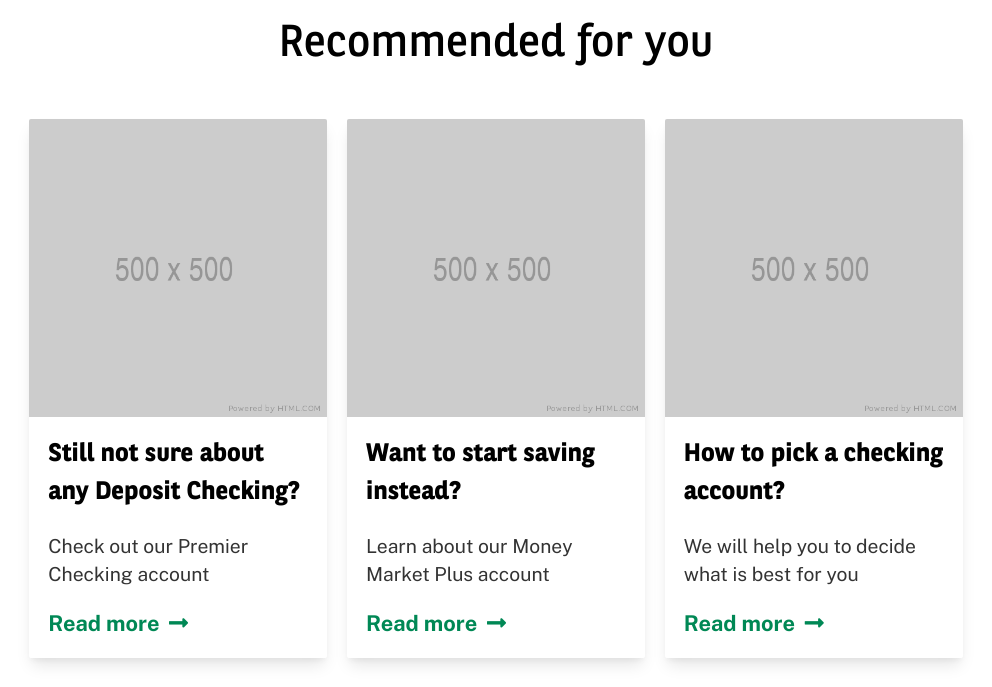 Recommended for you
500 x 500
Powered by HTML.COM
500 x 500
Powered by HTML.COM
500 x 500
Powered by HTML.COM
Still not sure about
any Deposit Checking?
Check out our Premier
Checking account
Read more →
Want to start saving
instead?
Learn about our Money
Market Plus account
Read more →
How to pick a checking
account?
We will help you to decide
what is best for you
Read more →